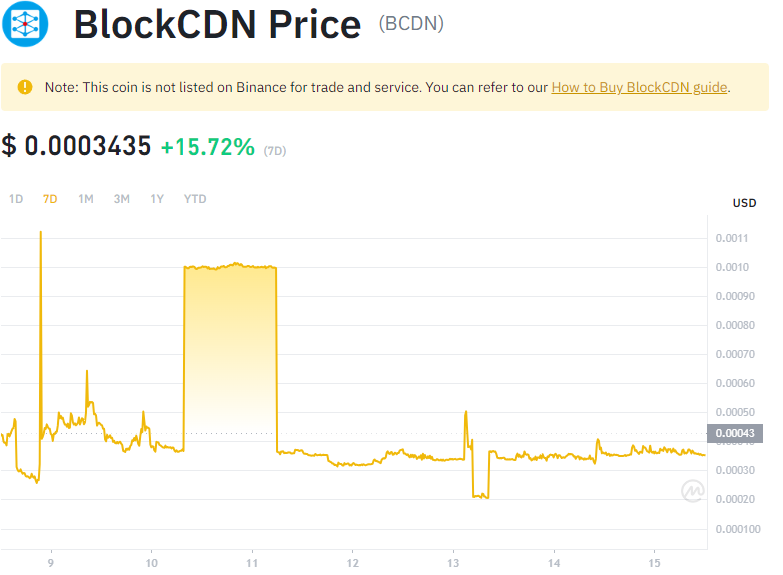 BlockCDN Price (BCDN)
Note: This coin is not listed on Binance for trade and service. You can refer to our How to Buy BlockCDN guide.
$ 0.0003435 +15.72% (7D)
1D 7D 1M 3M 1Y YTD
USD
0.0011
0.0010
0.00090
0.00080
0.00070
0.00060
0.00050
0.00043
0.00030
0.00020
0.000100
9 10 11 12 13 14 15